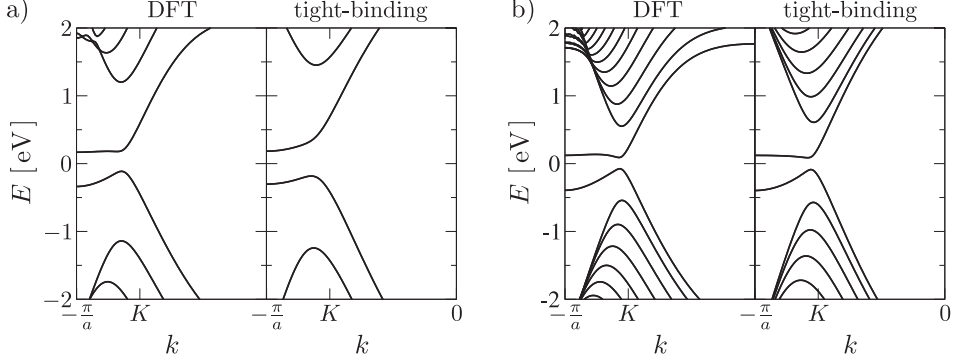 a) DFT tight-binding b) DFT tight-binding
2 2
1 1
0 0
−1 -1
−2 -2
E [ eV] E [ eV]
−π/a K −π/a K 0 −π/a K −π/a K 0
k k k k